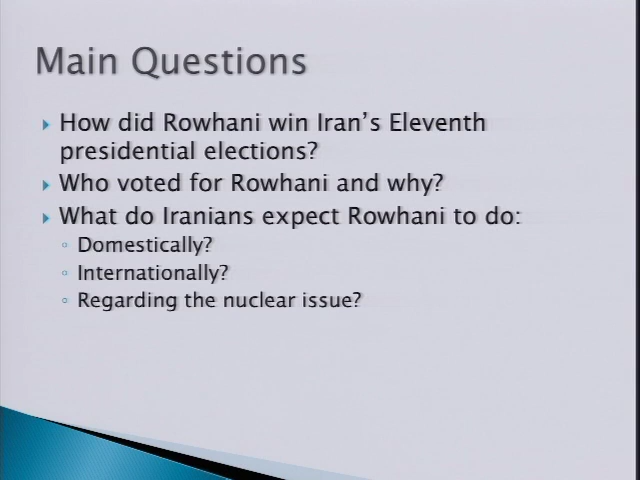 Main Questions
How did Rowhani win Iran's Eleventh
presidential elections?
Who voted for Rowhani and why?
What do Iranians expect Rowhani to do:
Domestically?
Internationally?
Regarding the nuclear issue?